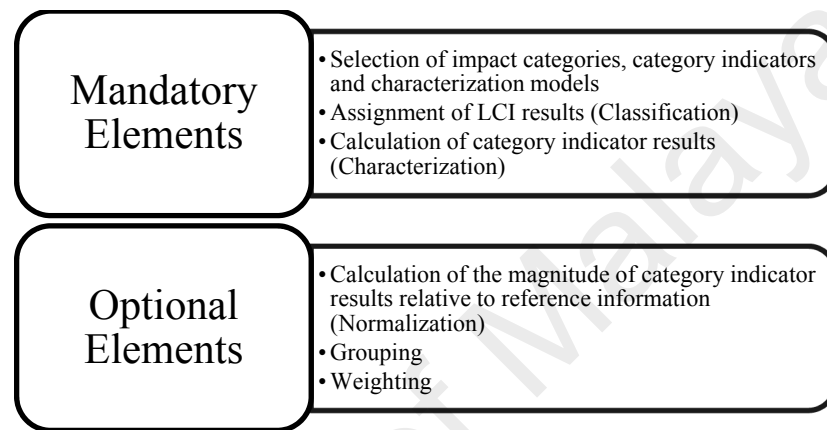 Mandatory
Elements
• Selection of impact categories, category indicators
and characterization models
• Assignment of LCI results (Classification)
• Calculation of category indicator results
(Characterization)
Optional
Elements
• Calculation of the magnitude of category indicator
results relative to reference information
(Normalization)
• Grouping
• Weighting
of Malaya